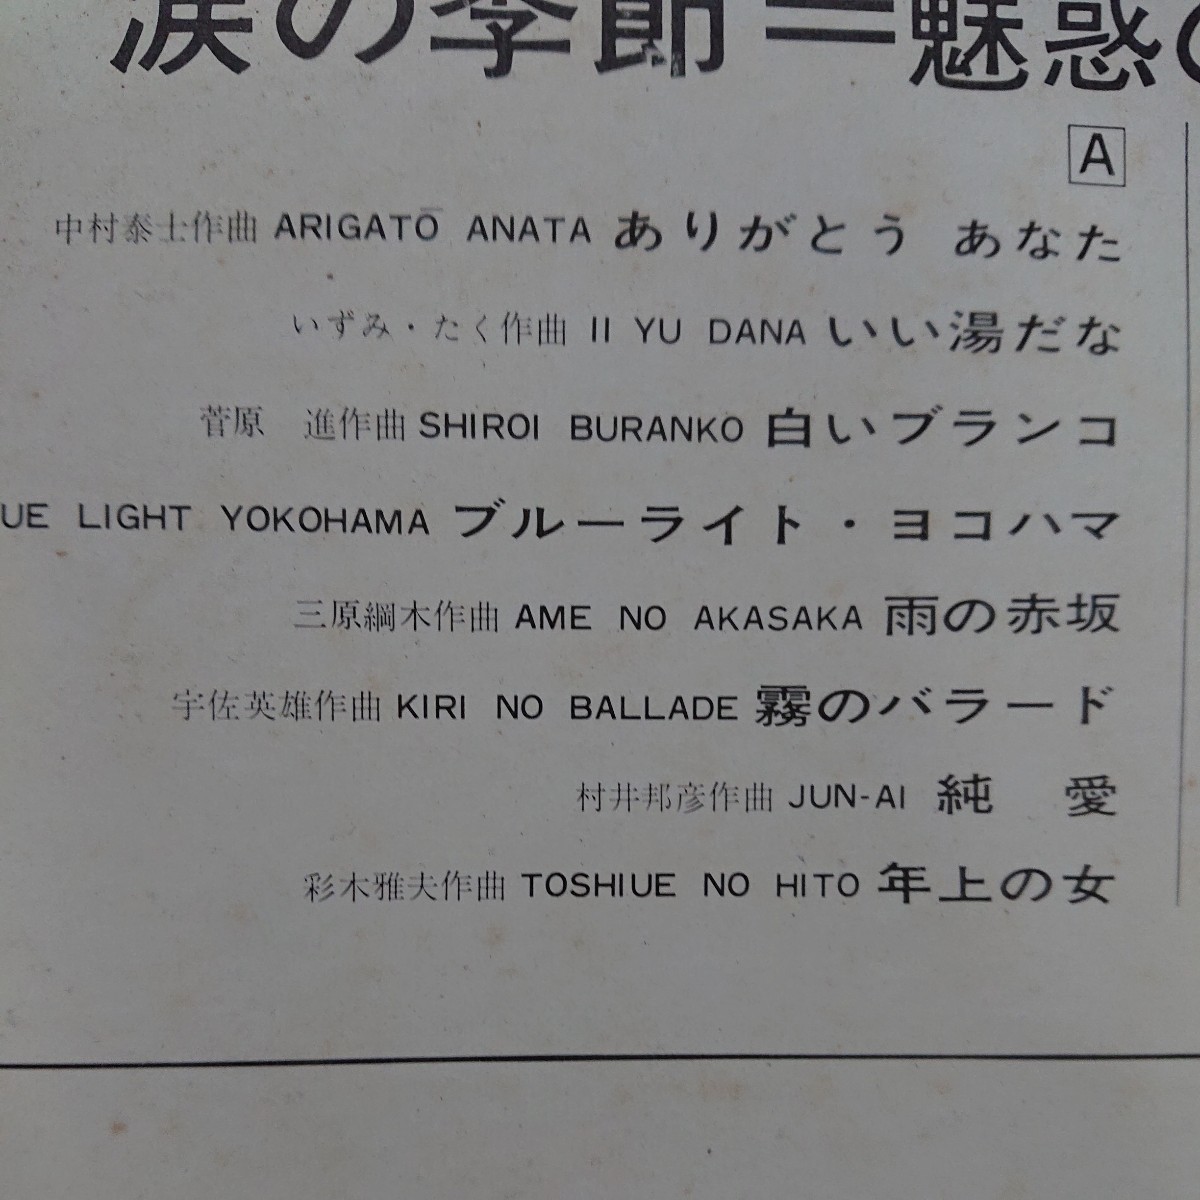 涙の季節=魅惑の
A
中村泰士作曲 ARIGATŌ ANATA ありがとう あなた
いずみ・たく作曲 II YU DANA いい湯だな
菅原 進作曲 SHIROI BURANKO 白いブランコ
UE LIGHT YOKOHAMA ブルーライト・ヨコハマ
三原綱木作曲 AME NO AKASAKA 雨の赤坂
宇佐英雄作曲 KIRI NO BALLADE 霧のバラード
村井邦彦作曲 JUN-AI 純 愛
彩木雅夫作曲 TOSHIUE NO HITO 年上の女